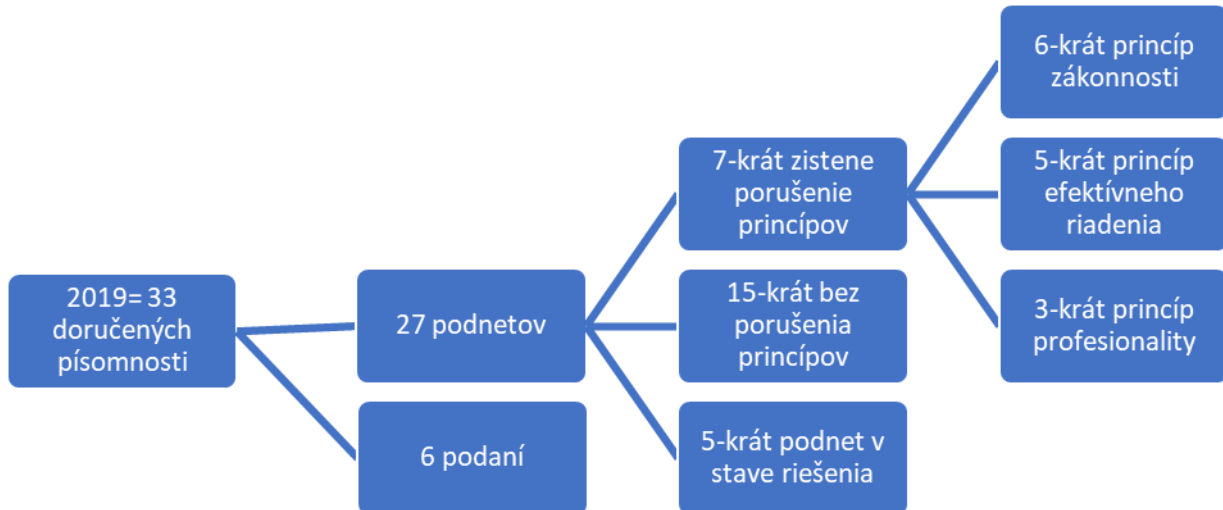 2019= 33
doručených
písomnosti
27 podnetov
6 podaní
7-krát zistene
porušenie
princípov
15-krát bez
porušenia
princípov
5-krát podnet v
stave riešenia
6-krát princíp
zákonnosti
5-krát princíp
efektívneho
riadenia
3-krát princíp
profesionality